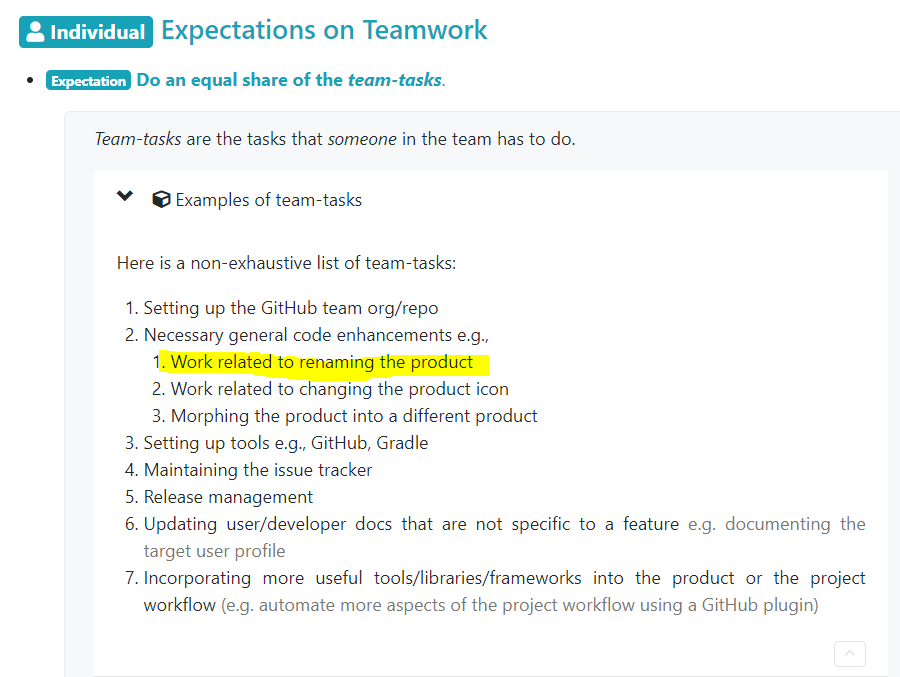 Individual Expectations on Teamwork
Expectation Do an equal share of the team-tasks.
Team-tasks are the tasks that someone in the team has to do.
Examples of team-tasks
Here is a non-exhaustive list of team-tasks:
1. Setting up the GitHub team org/repo
2. Necessary general code enhancements e.g.,
1. Work related to renaming the product
2. Work related to changing the product icon
3. Morphing the product into a different product
3. Setting up tools e.g., GitHub, Gradle
4. Maintaining the issue tracker
5. Release management
6. Updating user/developer docs that are not specific to a feature e.g. documenting the
target user profile
7. Incorporating more useful tools/libraries/frameworks into the product or the project
workflow (e.g. automate more aspects of the project workflow using a GitHub plugin)